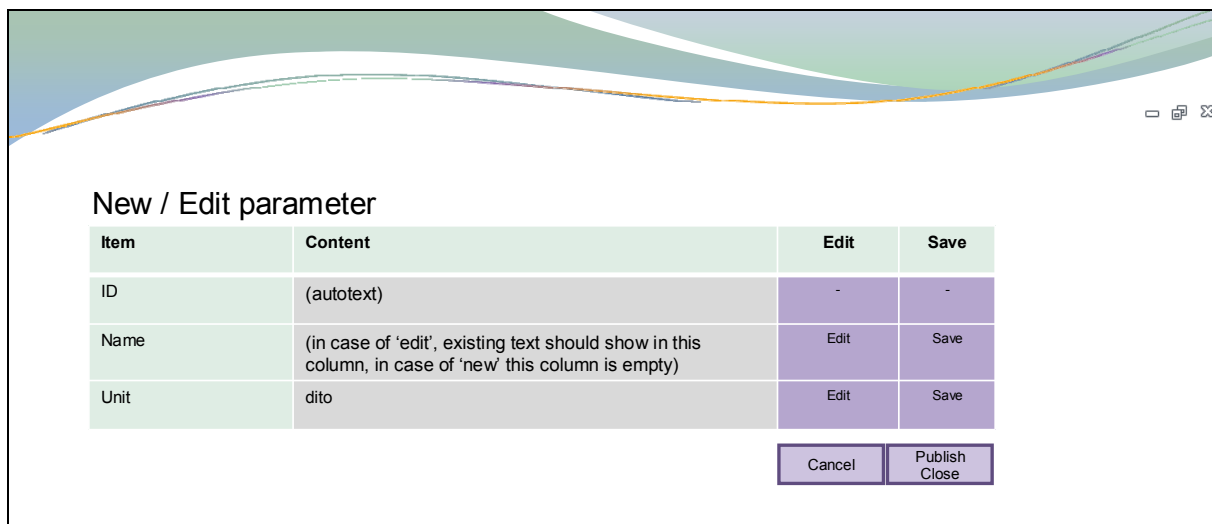 New / Edit parameter
Item Content Edit Save
ID (autotext) - -
Name (in case of ‘edit’, existing text should show in this Edit Save
column, in case of ‘new’ this column is empty)
Unit dito Edit Save
Cancel Publish
Close